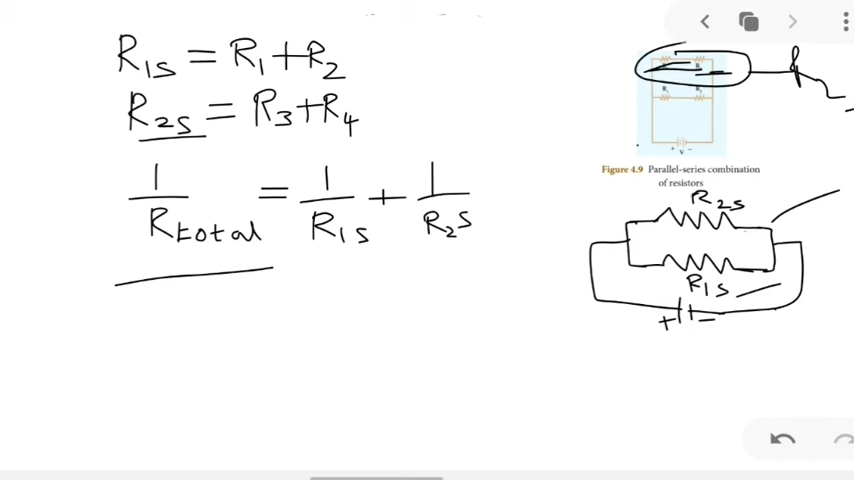 R1S = R1 + R2
R2S = R3 + R4
1/Rtotal = 1/R1S + 1/R2S
+ V -
Figure 4.9 Parallel-series combination
of resistors
R2S
R1S
+ -